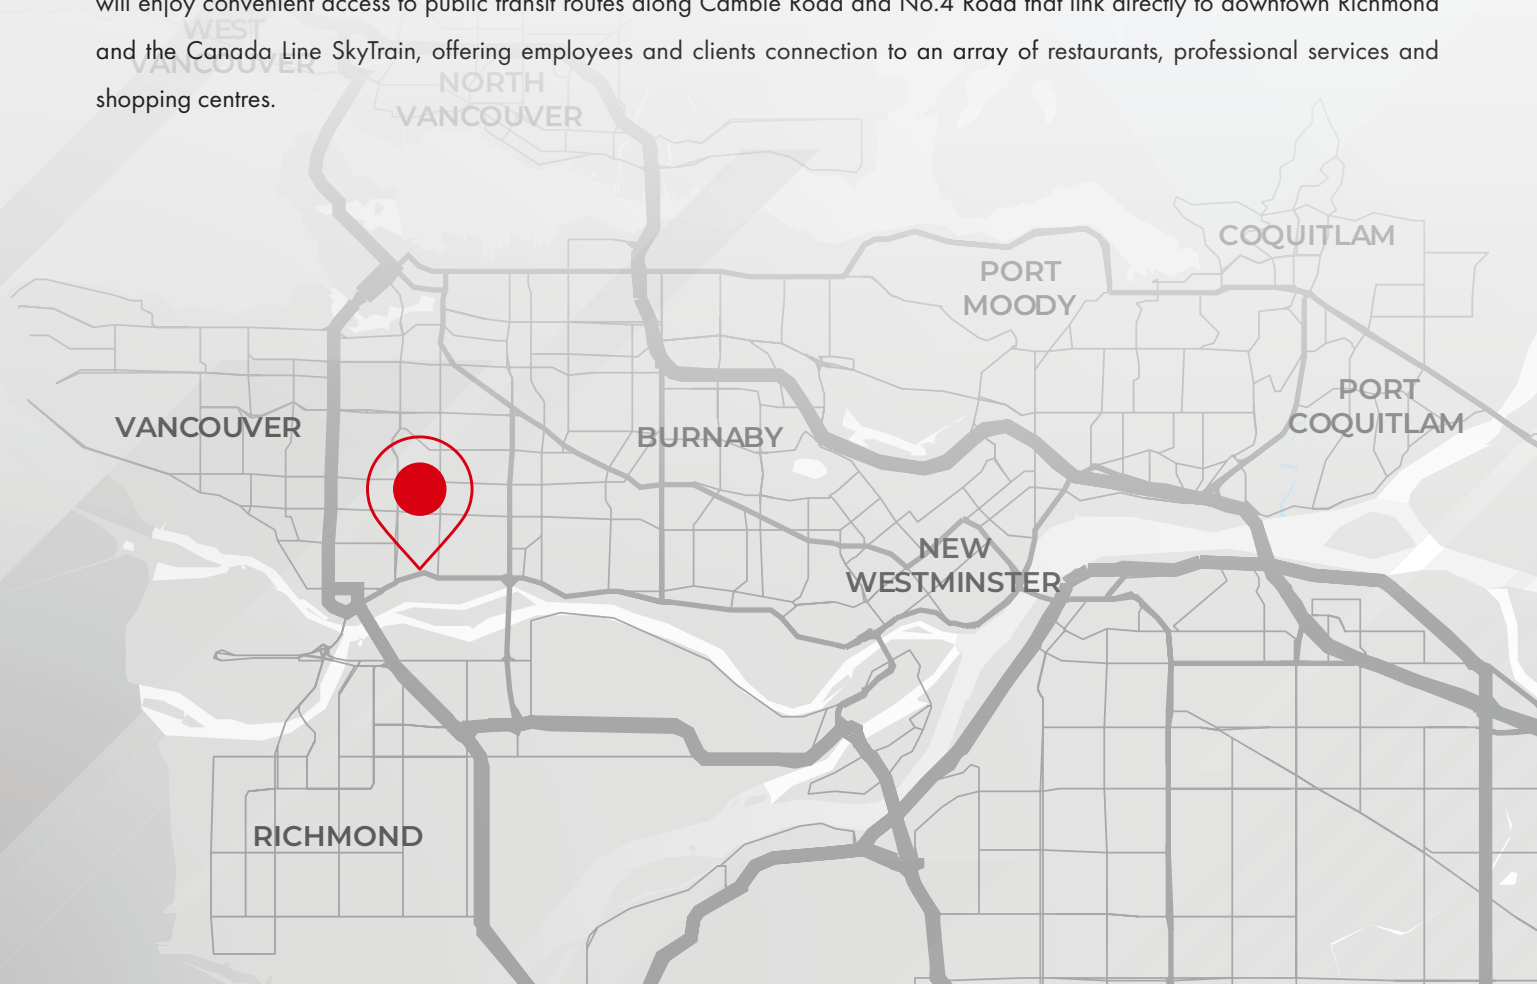 will enjoy convenient access to public transit routes along Cambie Road and No.4 Road that link directly to downtown Richmond
and the Canada Line SkyTrain, offering employees and clients connection to an array of restaurants, professional services and
shopping centres.
WEST
VANCOUVER
NORTH
VANCOUVER
COQUITLAM
PORT
MOODY
PORT
COQUITLAM
VANCOUVER
BURNABY
NEW
WESTMINSTER
RICHMOND